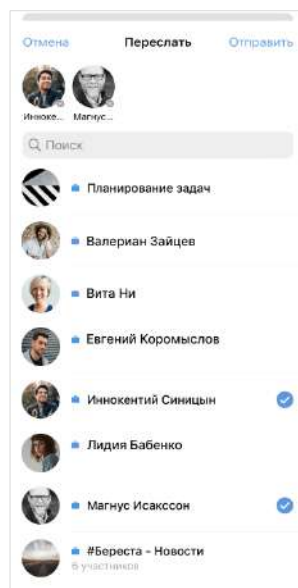 Отмена Переслать Отправить
Инноке... Магнус...
Поиск
Планирование задач
Валериан Зайцев
Вита Ни
Евгений Коромыслов
Иннокентий Синицын
Лидия Бабенко
Магнус Исакссон
#Береста - Новости
6 участников